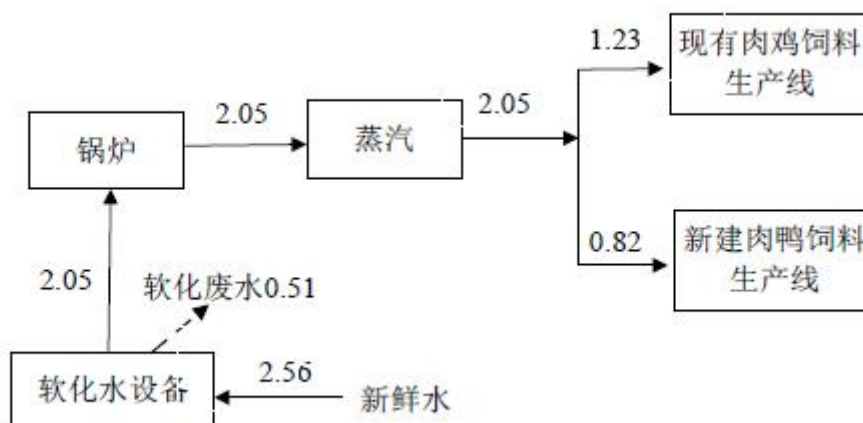 1.23
现有肉鸡饲料
生产线
2.05
2.05
锅炉
蒸汽
0.82
新建肉鸭饲料
生产线
2.05
软化废水0.51
软化水设备
2.56
新鲜水